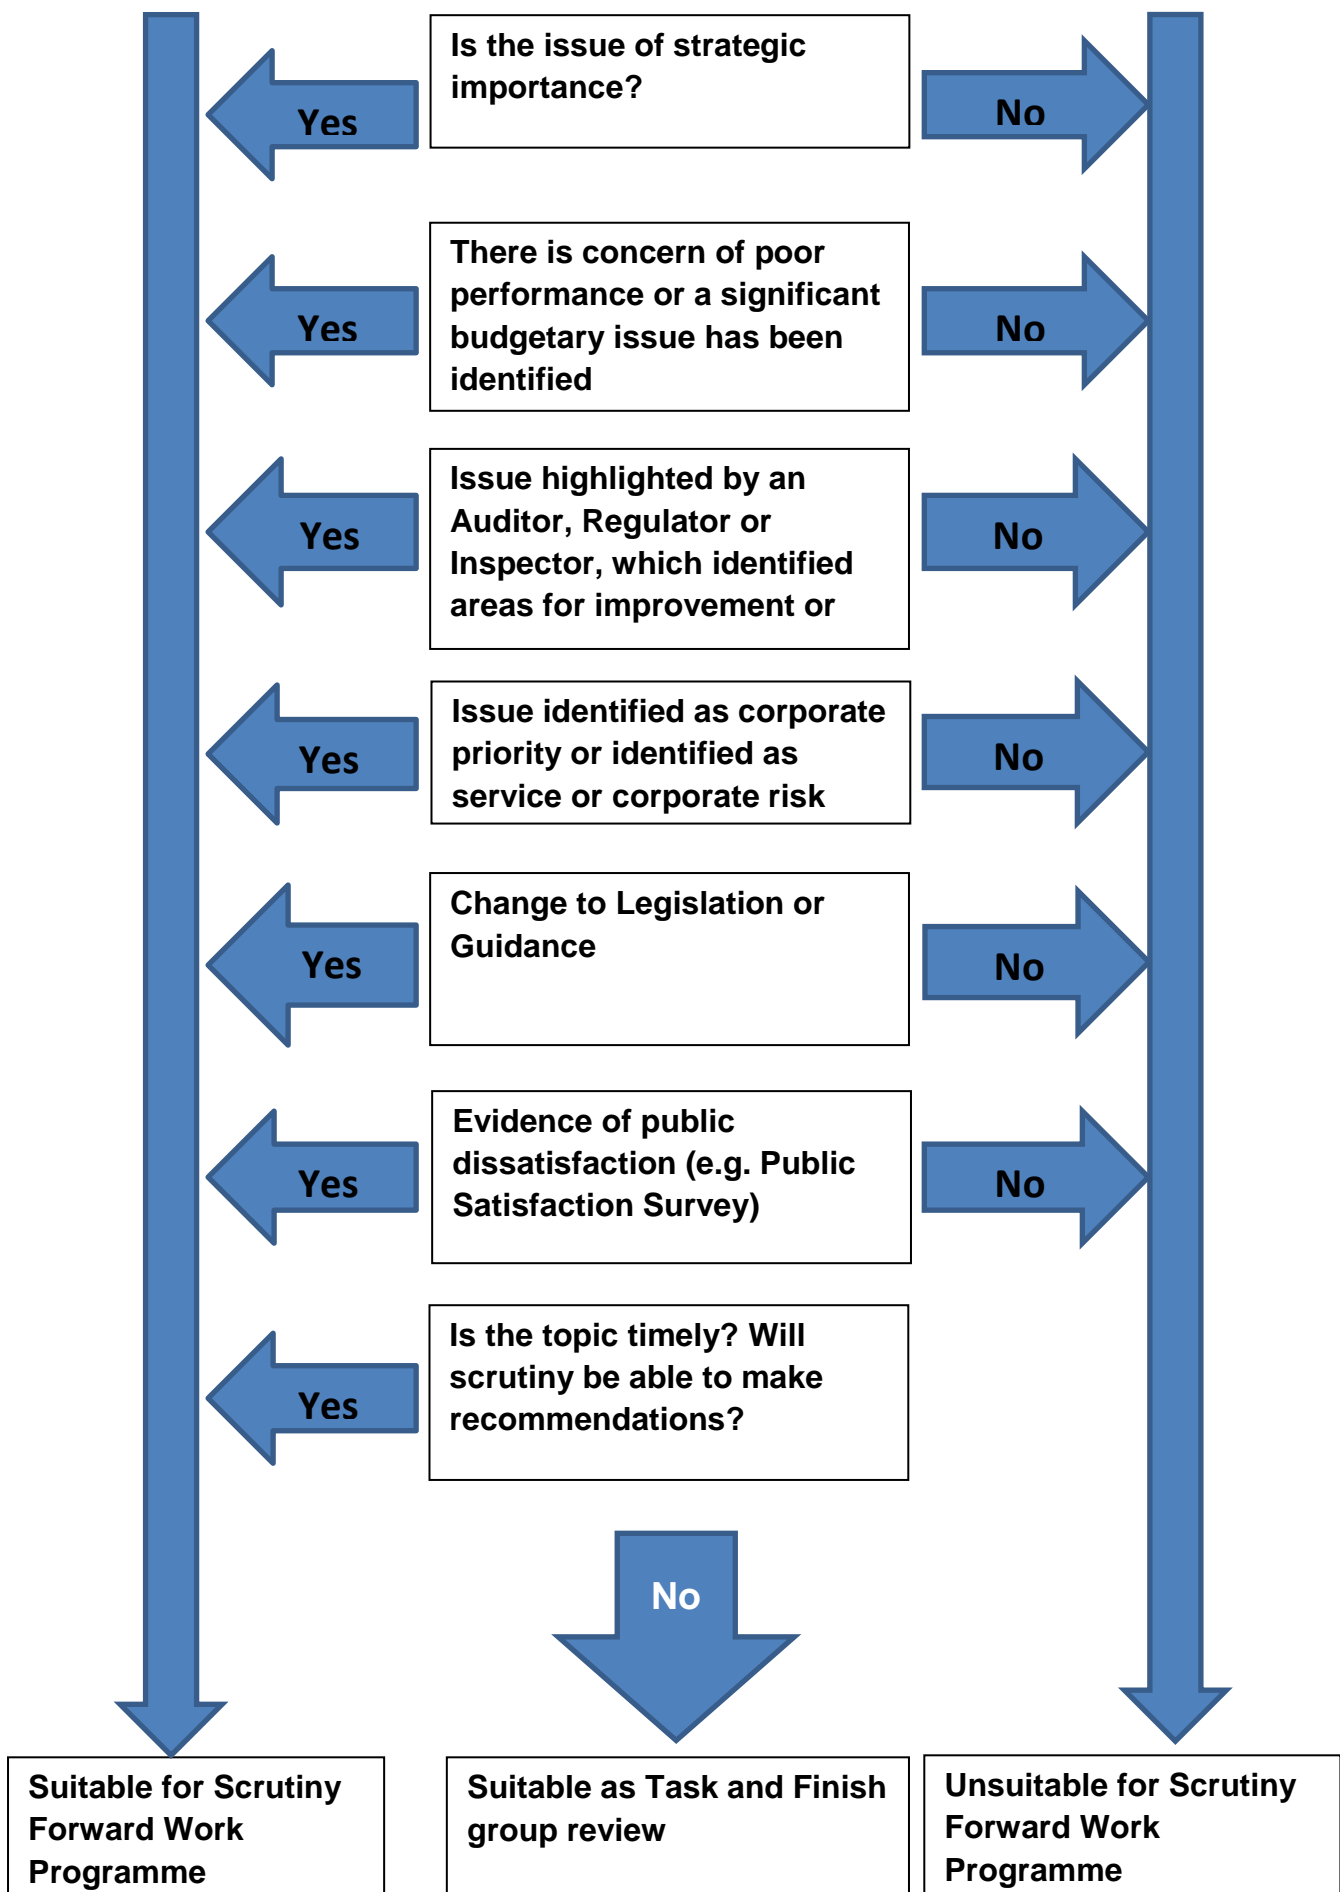 Is the issue of strategic
importance?
Yes
No
There is concern of poor
performance or a significant
budgetary issue has been
identified
Yes
No
Issue highlighted by an
Auditor, Regulator or
Inspector, which identified
areas for improvement or
Yes
No
Issue identified as corporate
priority or identified as
service or corporate risk
Yes
No
Change to Legislation or
Guidance
Yes
No
Evidence of public
dissatisfaction (e.g. Public
Satisfaction Survey)
Yes
No
Is the topic timely? Will
scrutiny be able to make
recommendations?
Yes
No
Suitable for Scrutiny
Forward Work
Programme
Suitable as Task and Finish
group review
Unsuitable for Scrutiny
Forward Work
Programme